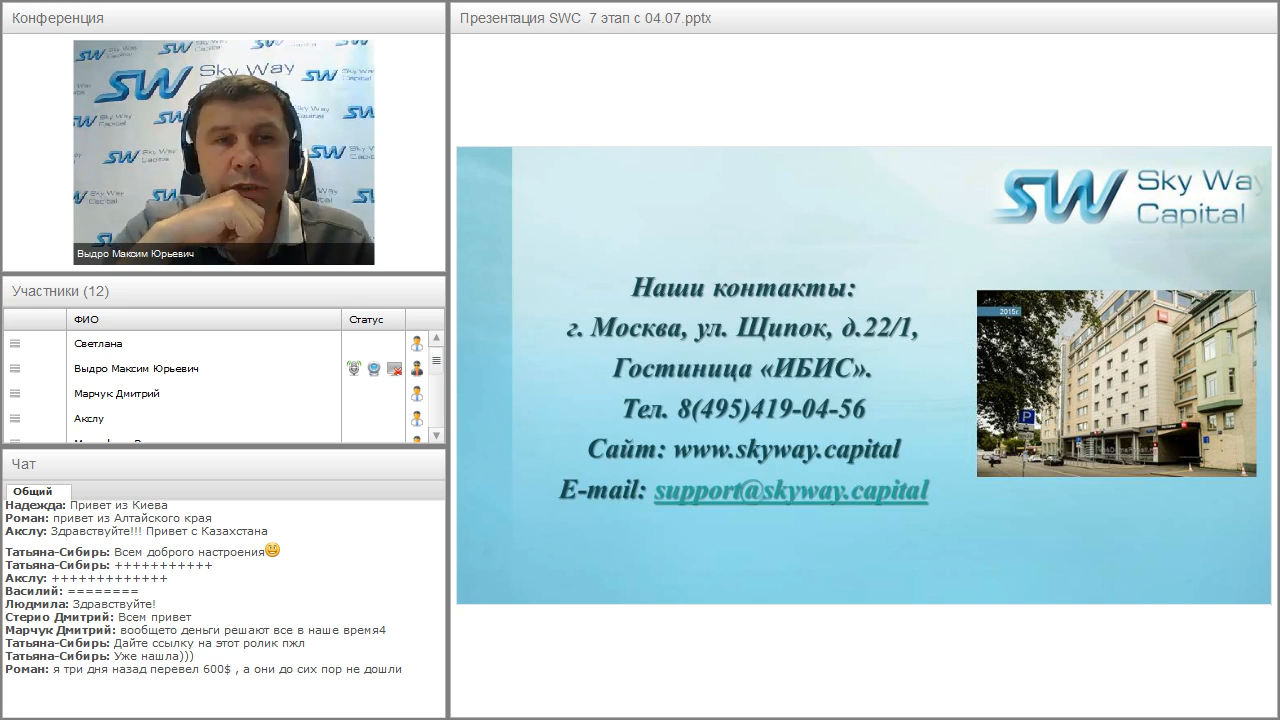 Конференция
Sky Way
Capital
Выдро Максим Юрьевич
Участники (12)
ФИО
Статус
Светлана
Выдро Максим Юрьевич
Марчук Дмитрий
Акслу
Чат
Общий
Надежда: Привет из Киева
Роман: привет из Алтайского края
Акслу: Здравствуйте!!! Привет с Казахстана
Татьяна-Сибирь: Всем доброго настроения
Татьяна-Сибирь: +++++++++++
Акслу: +++++++++++++
Василий: ========
Людмила: Здравствуйте!
Стерио Дмитрий: Всем привет
Марчук Дмитрий: вообщето деньги решают все в наше время4
Татьяна-Сибирь: Дайте ссылку на этот ролик пжл
Татьяна-Сибирь: Уже нашла)))
Роман: я три дня назад перевел 600$ , а они до сих пор не дошли
Презентация SWC 7 этап с 04.07.pptx
SW Sky Way
Capital
Наши контакты:
г. Москва, ул. Щипок, д.22/1,
Гостиница «ИБИС».
Тел. 8(495)419-04-56
Сайт: www.skyway.capital
E-mail: support@skyway.capital
2015г
P